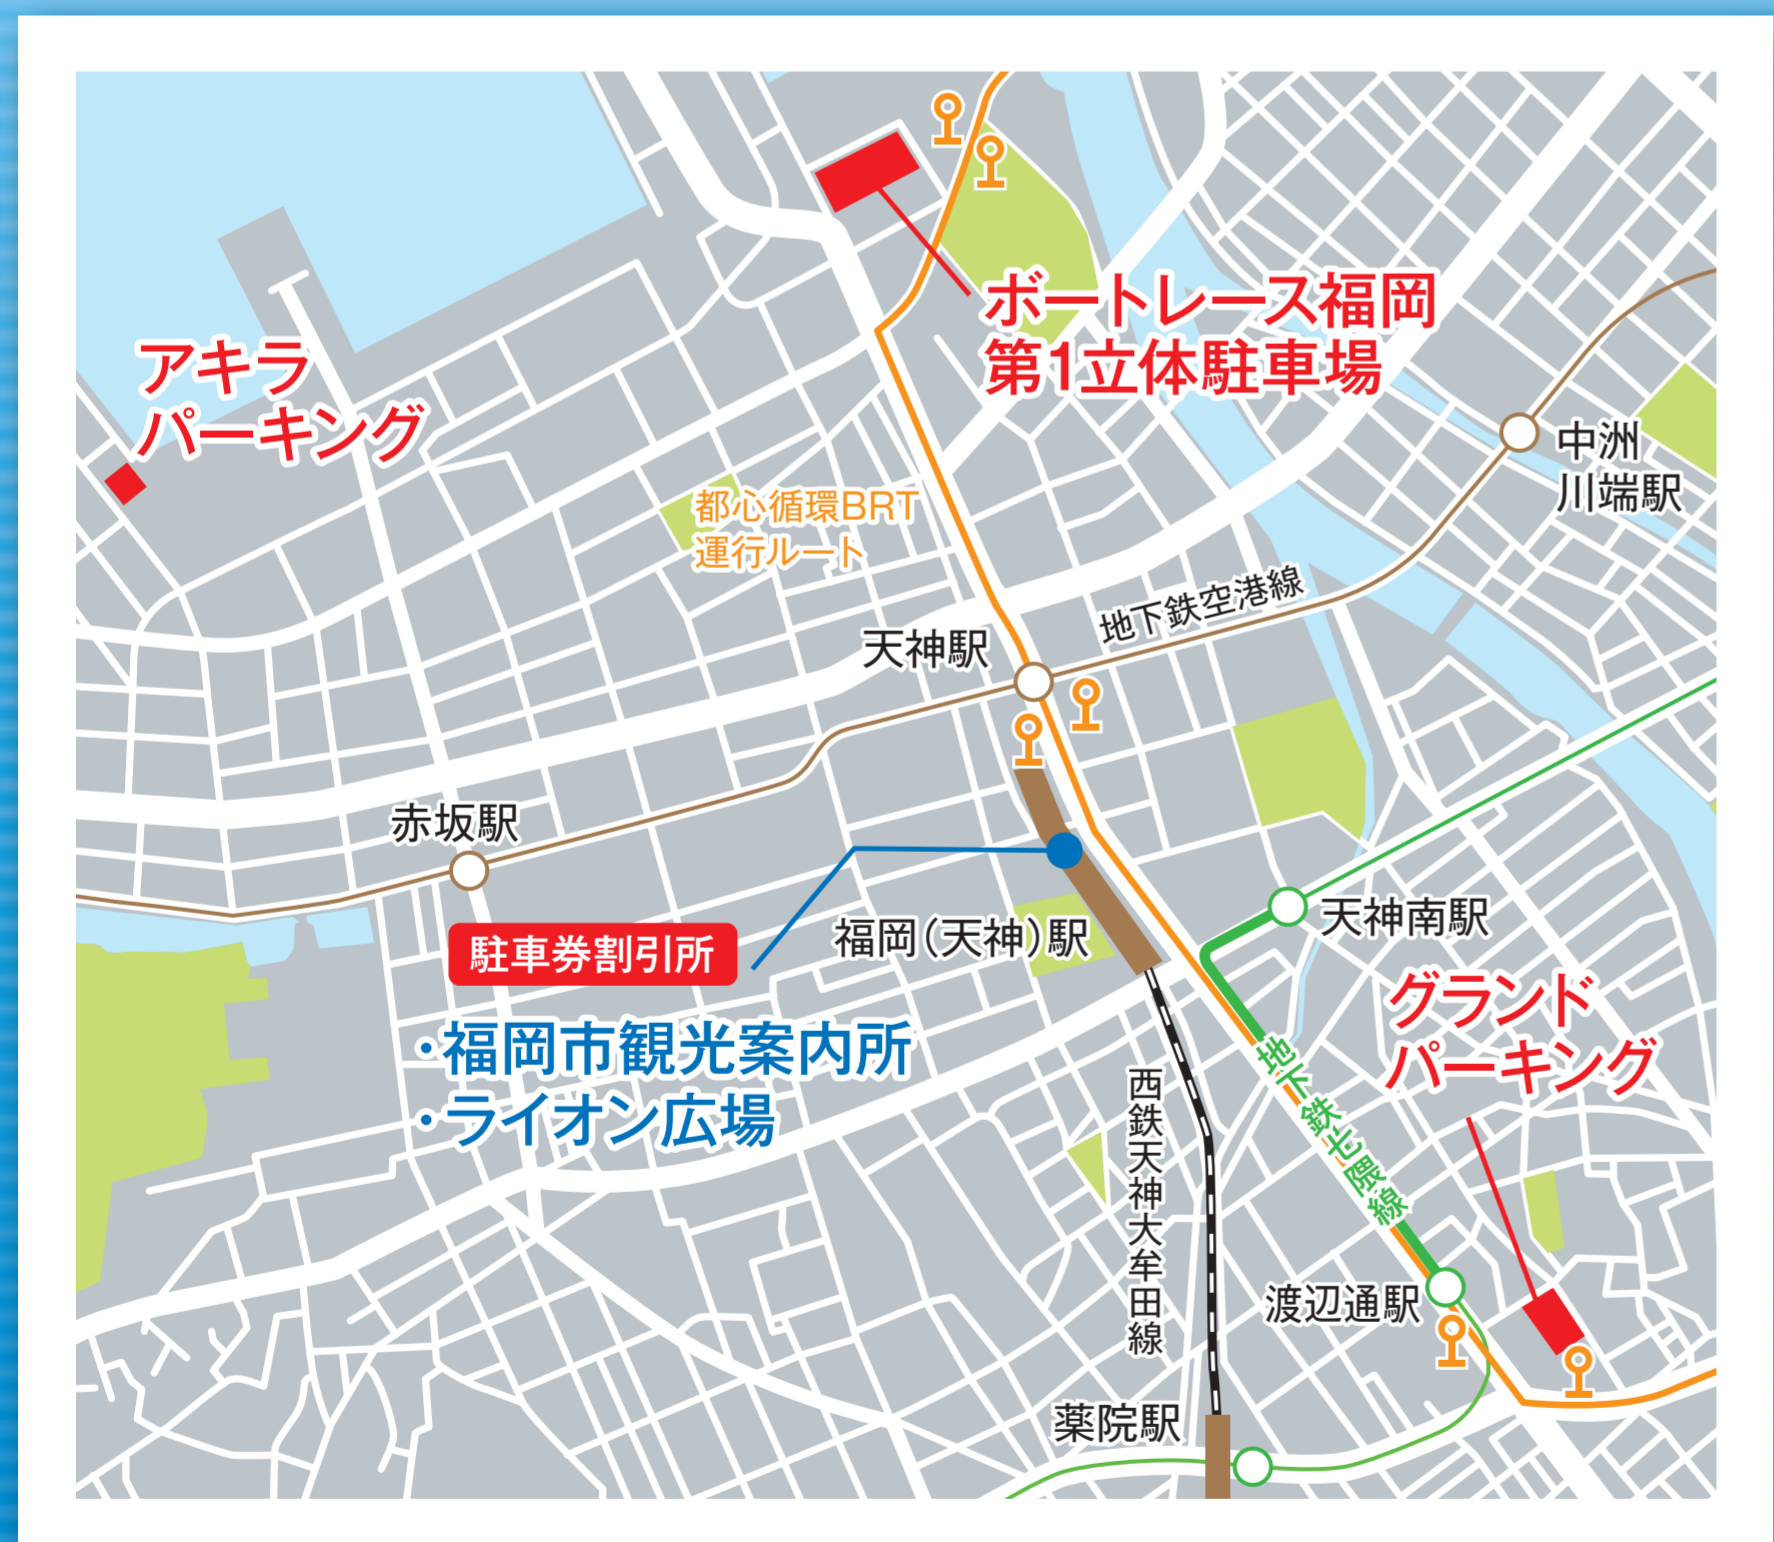 ボートレース福岡
第1立体駐車場
アキラ
パーキング
中洲
川端駅
都心循環BRT
運行ルート
地下鉄空港線
天神駅
赤坂駅
天神南駅
駐車券割引所
福岡(天神)駅
・福岡市観光案内所
・ライオン広場
グランド
パーキング
地下鉄七隈線
西鉄天神大牟田線
渡辺通駅
薬院駅